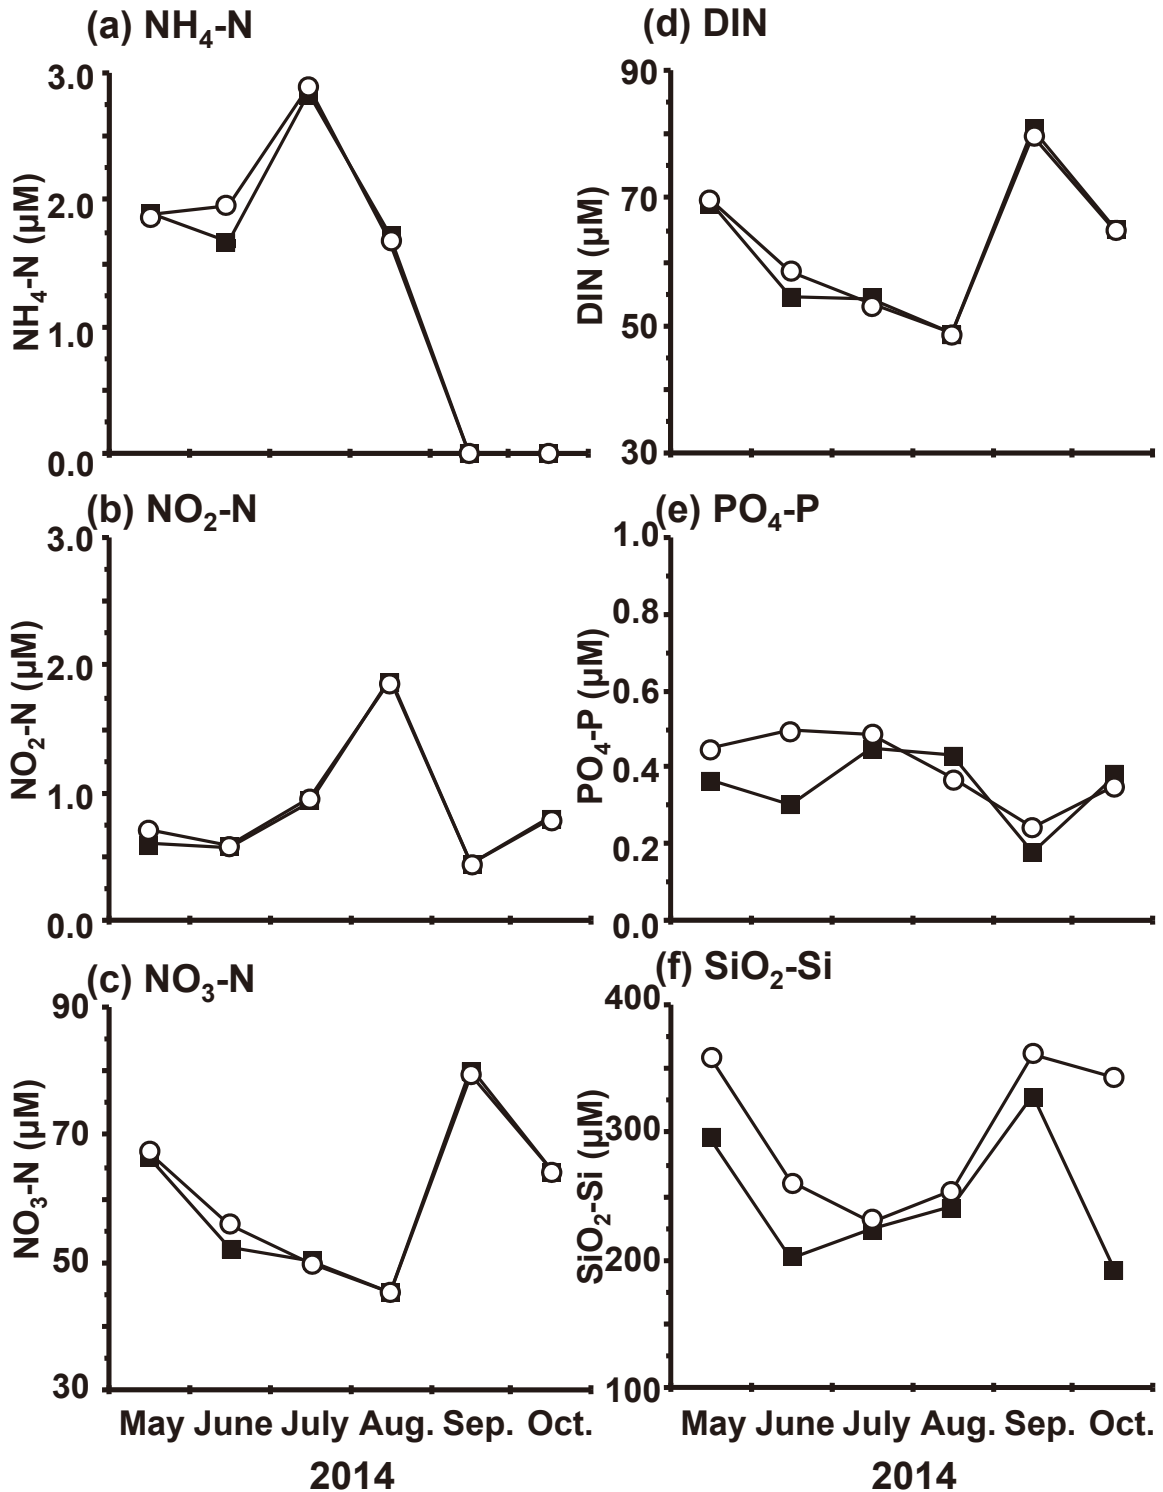 (a) NH₄-N
3.0
2.0
1.0
0.0
NH₄-N (μM)
(d) DIN
90
70
50
30
DIN (μM)
(b) NO₂-N
3.0
2.0
1.0
0.0
NO₂-N (μM)
(e) PO₄-P
1.0
0.8
0.6
0.4
0.2
0.0
PO₄-P (μM)
(c) NO₃-N
90
70
50
30
NO₃-N (μM)
May June July Aug. Sep. Oct.
2014
(f) SiO₂-Si
400
300
200
100
SiO₂-Si (μM)
May June July Aug. Sep. Oct.
2014